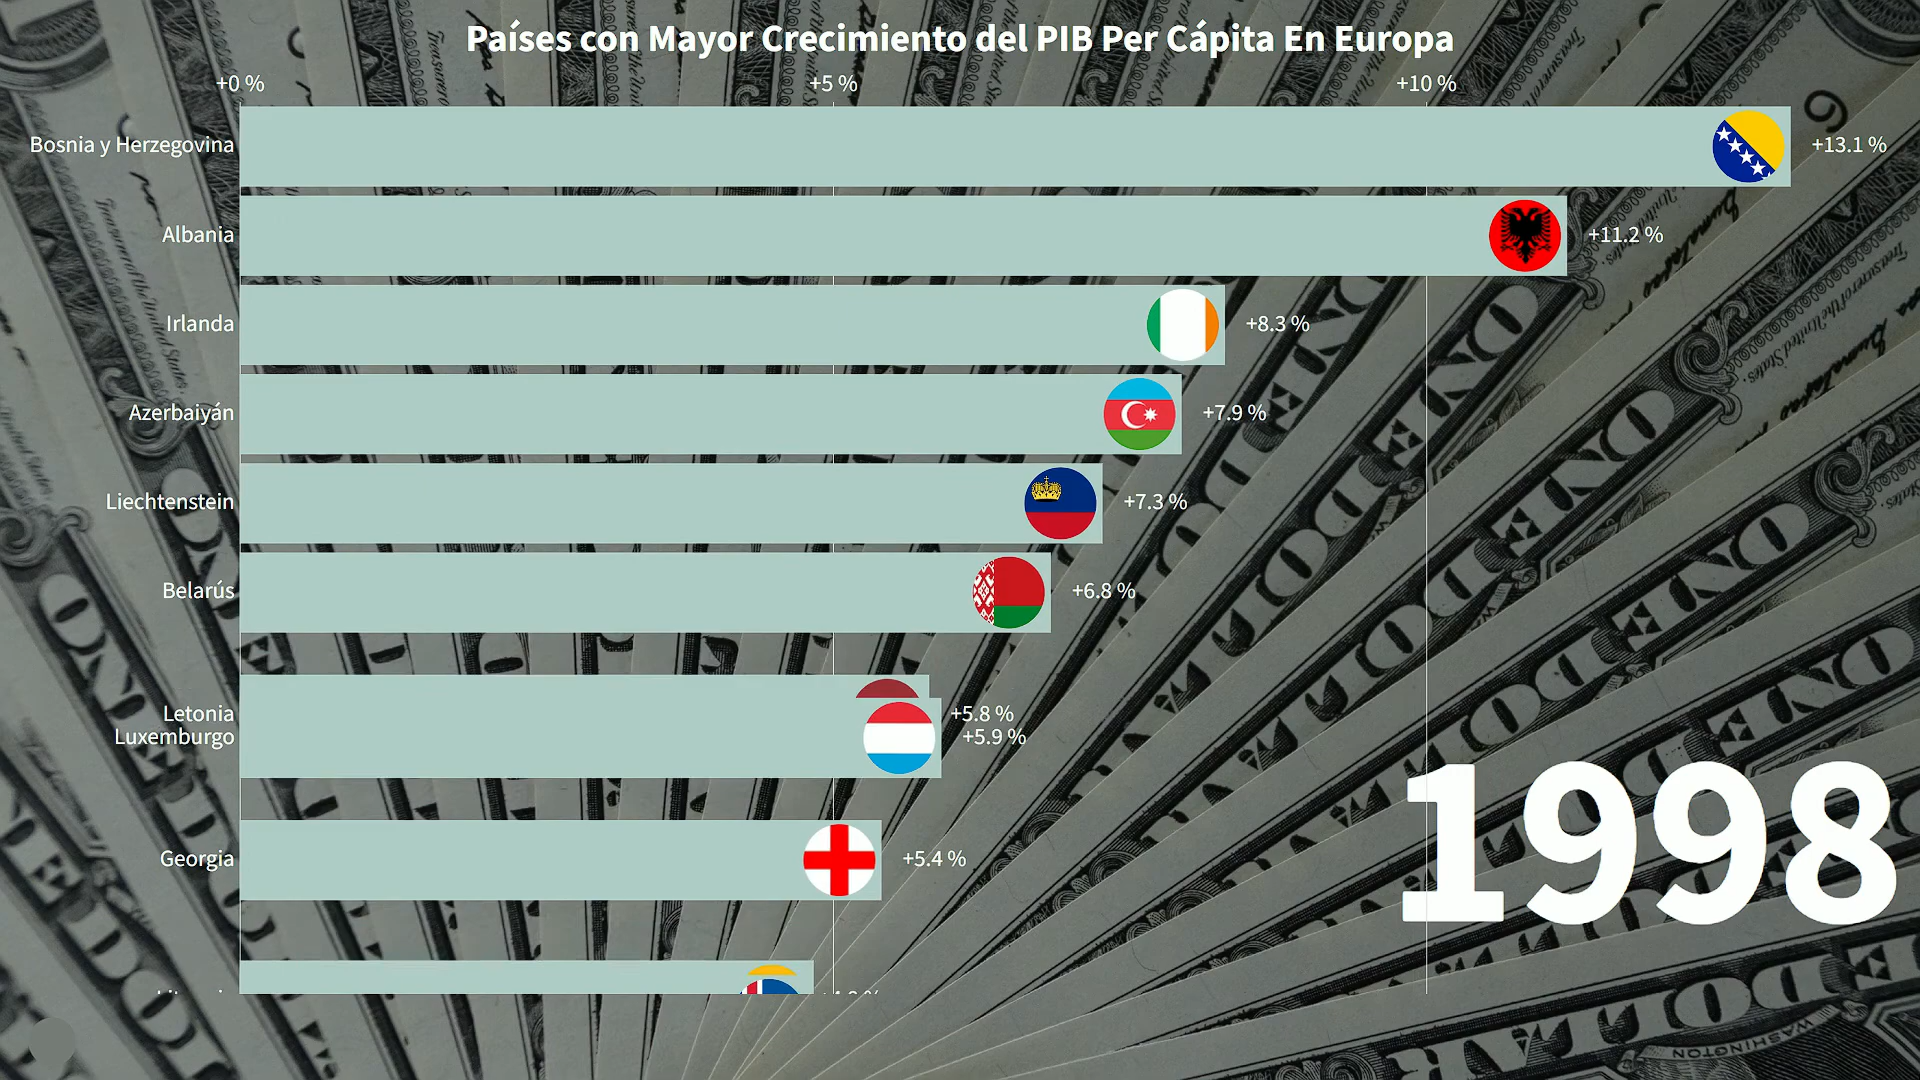 Países con Mayor Crecimiento del PIB Per Cápita En Europa
+0 % +5 % +10 %
Bosnia y Herzegovina +13.1 %
Albania +11.2 %
Irlanda +8.3 %
Azerbaiyán +7.9 %
Liechtenstein +7.3 %
Belarús +6.8 %
Letonia +5.8 %
Luxemburgo +5.9 %
Georgia +5.4 %
1998
WASHINGTON